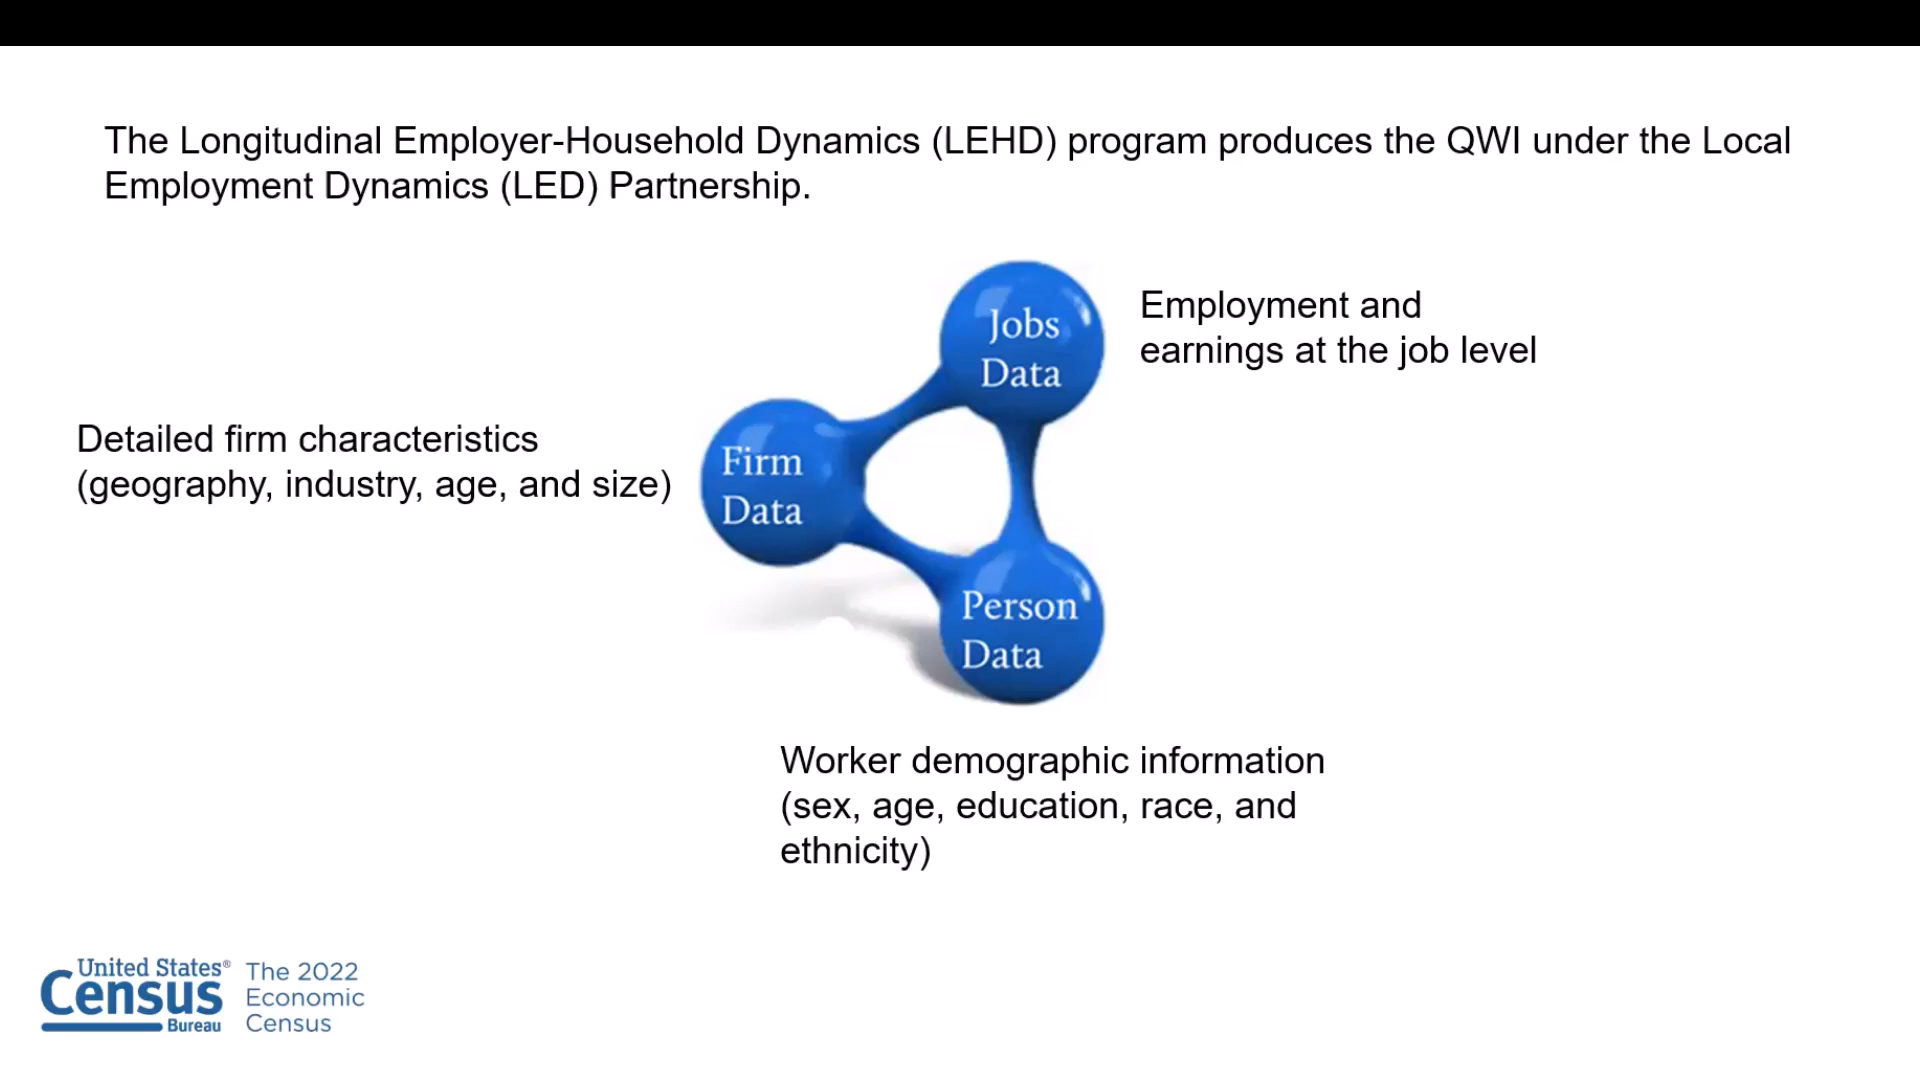 The Longitudinal Employer-Household Dynamics (LEHD) program produces the QWI under the Local
Employment Dynamics (LED) Partnership.
Jobs
Data
Employment and
earnings at the job level
Detailed firm characteristics
(geography, industry, age, and size)
Firm
Data
Person
Data
Worker demographic information
(sex, age, education, race, and
ethnicity)
United States®
Census
Bureau
The 2022
Economic
Census